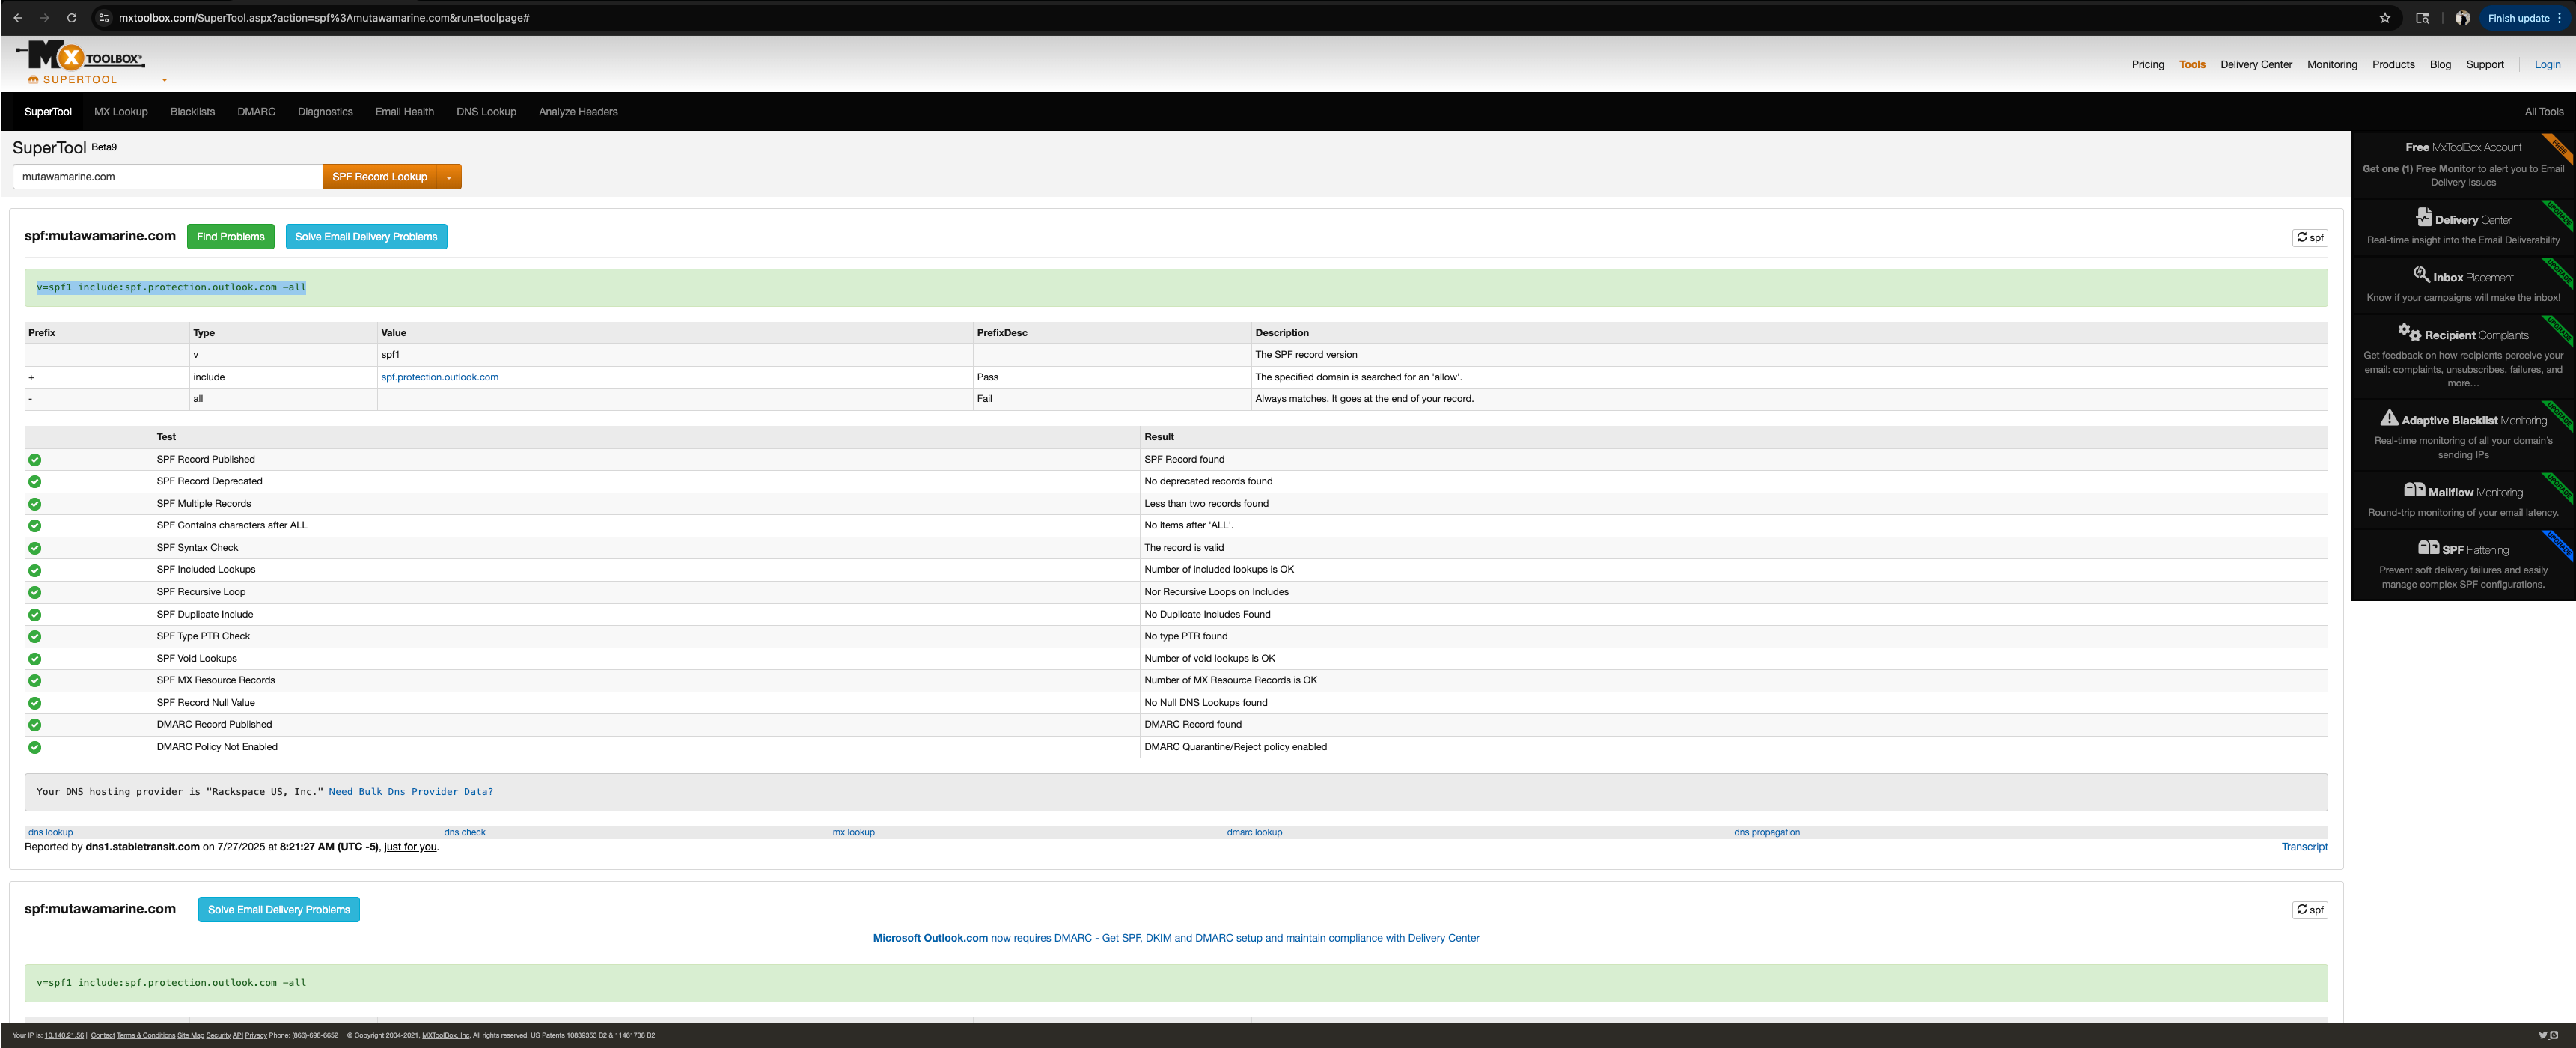 mxtoolbox.com/SuperTool.aspx?action=spf%3Amutawamarine.com&run=toolpage#
Finish update
MX TOOLBOX®
SUPERTOOL
Pricing Tools Delivery Center Monitoring Products Blog Support Login
SuperTool MX Lookup Blacklists DMARC Diagnostics Email Health DNS Lookup Analyze Headers All Tools
SuperTool Beta9
mutawamarine.com SPF Record Lookup
spf:mutawamarine.com Find Problems Solve Email Delivery Problems spf
v=spf1 include:spf.protection.outlook.com -all
Prefix Type Value PrefixDesc Description
v spf1 The SPF record version
+ include spf.protection.outlook.com Pass The specified domain is searched for an 'allow'.
- all Fail Always matches. It goes at the end of your record.
Test Result
SPF Record Published SPF Record found
SPF Record Deprecated No deprecated records found
SPF Multiple Records Less than two records found
SPF Contains characters after ALL No items after 'ALL'.
SPF Syntax Check The record is valid
SPF Included Lookups Number of included lookups is OK
SPF Recursive Loop Nor Recursive Loops on Includes
SPF Duplicate Include No Duplicate Includes Found
SPF Type PTR Check No type PTR found
SPF Void Lookups Number of void lookups is OK
SPF MX Resource Records Number of MX Resource Records is OK
SPF Record Null Value No Null DNS Lookups found
DMARC Record Published DMARC Record found
DMARC Policy Not Enabled DMARC Quarantine/Reject policy enabled
Your DNS hosting provider is "Rackspace US, Inc." Need Bulk Dns Provider Data?
dns lookup dns check mx lookup dmarc lookup dns propagation
Reported by dns1.stabletransit.com on 7/27/2025 at 8:21:27 AM (UTC -5), just for you. Transcript
spf:mutawamarine.com Solve Email Delivery Problems spf
Microsoft Outlook.com now requires DMARC - Get SPF, DKIM and DMARC setup and maintain compliance with Delivery Center
v=spf1 include:spf.protection.outlook.com -all
Free MxToolBox Account
FREE
Get one (1) Free Monitor to alert you to Email
Delivery Issues
Delivery Center
UPGRADE
Real-time insight into the Email Deliverability
Inbox Placement
UPGRADE
Know if your campaigns will make the inbox!
Recipient Complaints
UPGRADE
Get feedback on how recipients perceive your
email: complaints, unsubscribes, failures, and
more...
Adaptive Blacklist Monitoring
UPGRADE
Real-time monitoring of all your domain's
sending IPs
Mailflow Monitoring
UPGRADE
Round-trip monitoring of your email latency.
SPF Flattening
UPGRADE
Prevent soft delivery failures and easily
manage complex SPF configurations.
Your IP is: 10.140.21.56 | Contact Terms & Conditions Site Map Security API Privacy Phone: (866)-698-6652 | © Copyright 2004-2021, MXToolBox, Inc, All rights reserved. US Patents 10839353 B2 & 11461738 B2